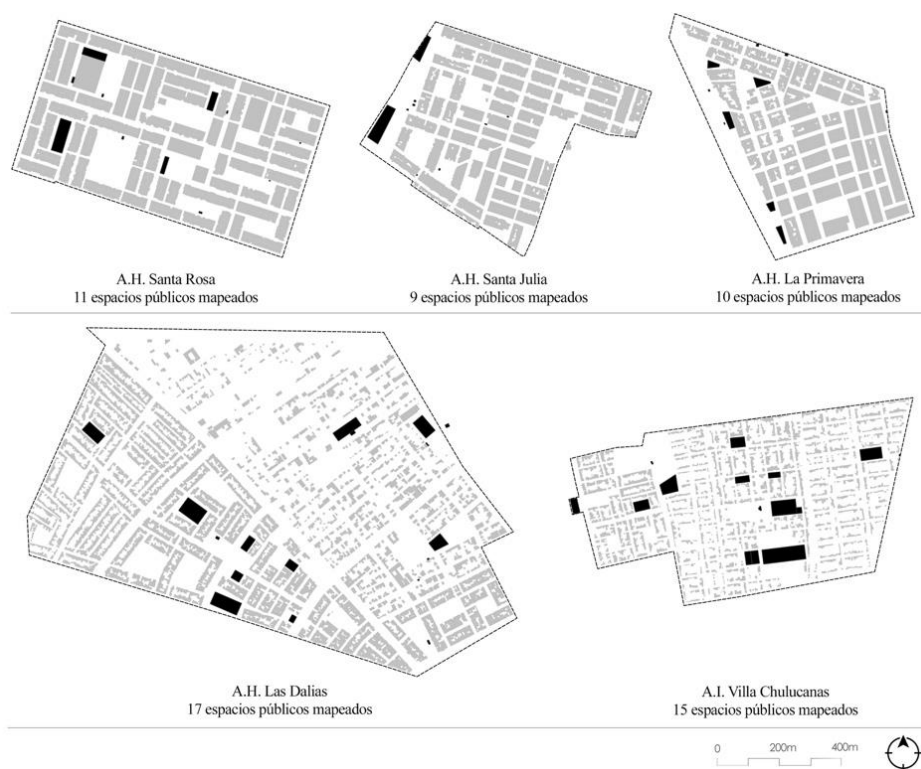 A.H. Santa Rosa
11 espacios públicos mapeados
A.H. Santa Julia
9 espacios públicos mapeados
A.H. La Primavera
10 espacios públicos mapeados
A.H. Las Dalias
17 espacios públicos mapeados
A.I. Villa Chulucanas
15 espacios públicos mapeados
0 200m 400m